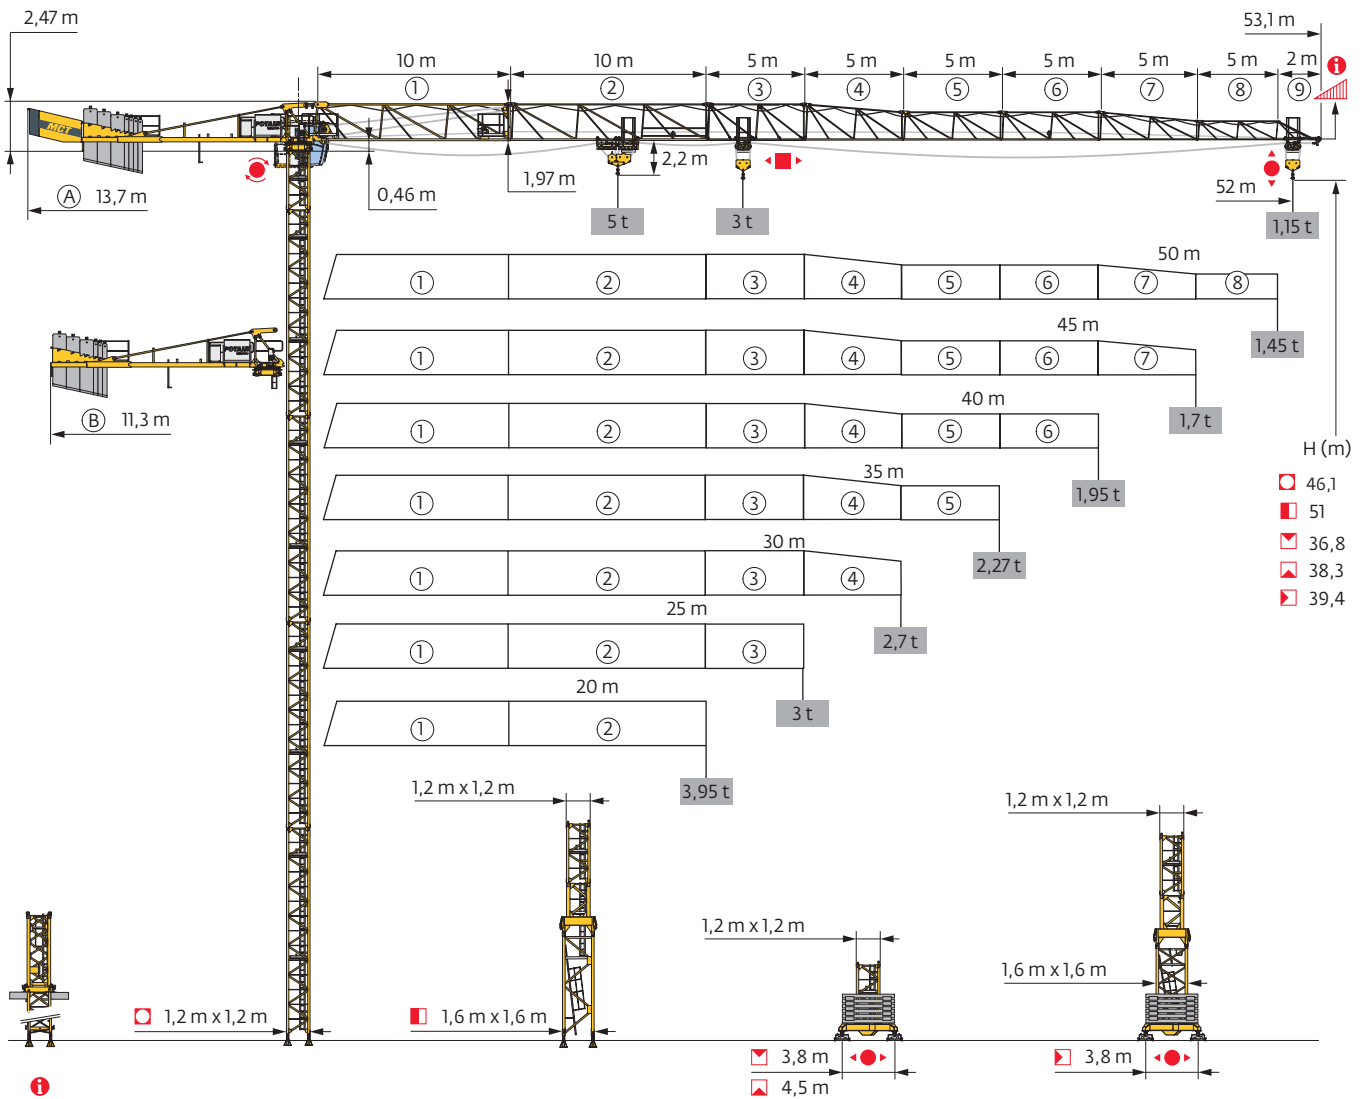 2,47 m
53,1 m
10 m 10 m 5 m 5 m 5 m 5 m 5 m 5 m 2 m
① ② ③ ④ ⑤ ⑥ ⑦ ⑧ ⑨
i
MCT
POTAIN
2,2 m
1,97 m
0,46 m
Ⓐ 13,7 m
52 m
5 t
3 t
1,15 t
50 m
① ② ③ ④ ⑤ ⑥ ⑦ ⑧
1,45 t
45 m
① ② ③ ④ ⑤ ⑥ ⑦
1,7 t
POTAIN
Ⓑ 11,3 m
40 m
① ② ③ ④ ⑤ ⑥
1,95 t
35 m
① ② ③ ④ ⑤
2,27 t
30 m
① ② ③ ④
2,7 t
25 m
① ② ③
3 t
20 m
① ②
3,95 t
H (m)
46,1
51
36,8
38,3
39,4
1,2 m x 1,2 m
1,2 m x 1,2 m
1,2 m x 1,2 m
1,6 m x 1,6 m
1,2 m x 1,2 m
1,6 m x 1,6 m
3,8 m
4,5 m
3,8 m
i